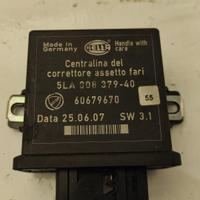 Made in
Germany
HELLA
Handle with
care
Centralina del
correttore assetto fari
5LA 008 379-40
60679670
55
Data 25.06.07 SW 3.1